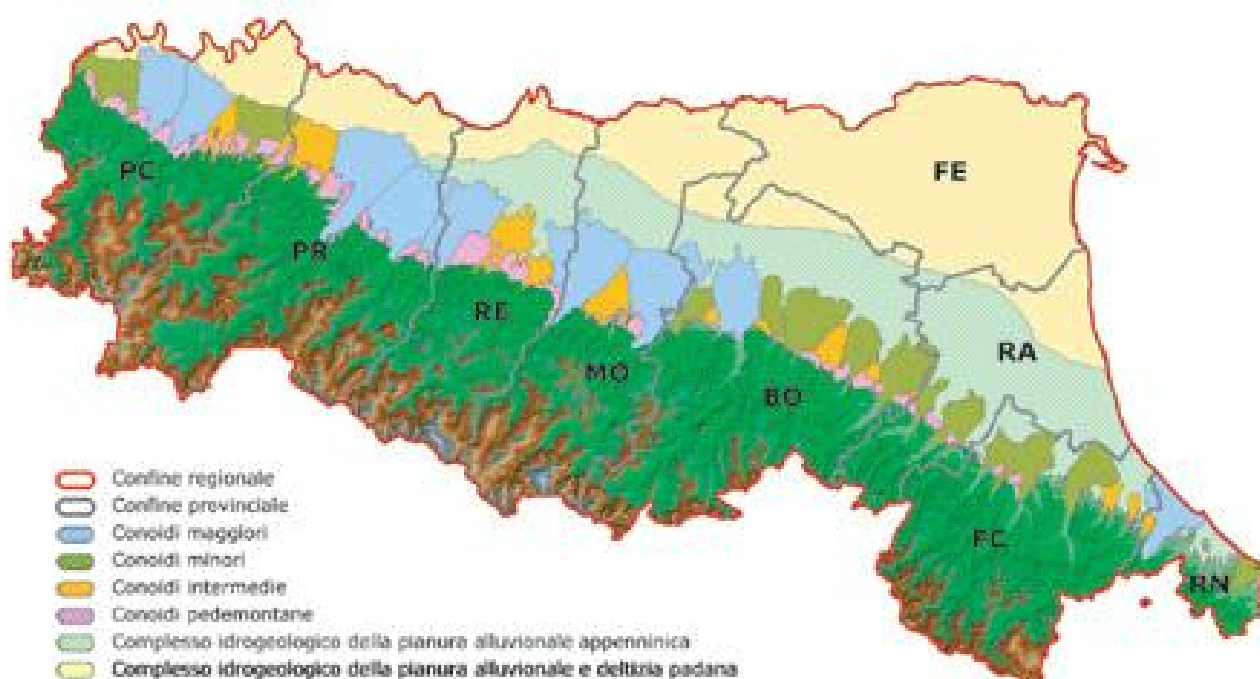 PC
FE
PR
RE
RA
MO
BO
FC
RN
Confine regionale
Confine provinciale
Conoidi maggiori
Conoidi minori
Conoidi intermedie
Conoidi pedemontane
Complesso idrogeologico della pianura alluvionale appenninica
Complesso idrogeologico della pianura alluvionale e deltizia padana